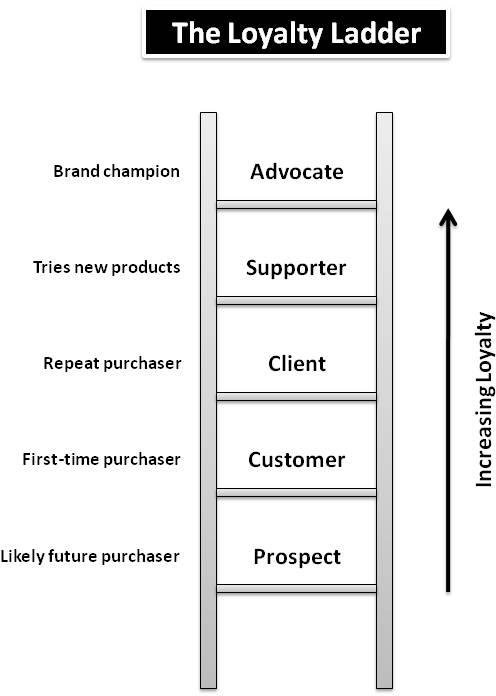 The Loyalty Ladder
Brand champion
Advocate
Tries new products
Supporter
Repeat purchaser
Client
First-time purchaser
Customer
Likely future purchaser
Prospect
Increasing Loyalty